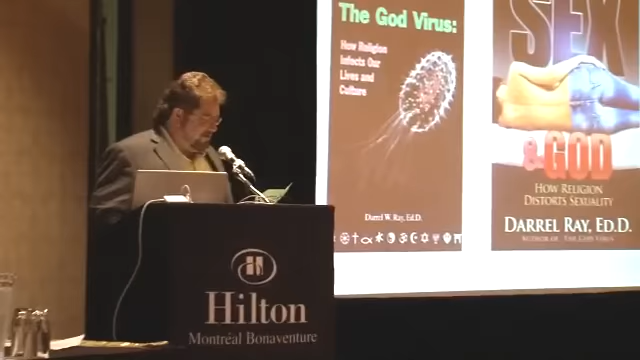 The God Virus:
How Religion
Infects Our
Lives and
Culture
Darrel W. Ray, Ed.D.
SEX
& GOD
HOW RELIGION
DISTORTS SEXUALITY
DARREL RAY, ED.D.
AUTHOR OF THE GOD VIRUS
H
Hilton
Montréal Bonaventure